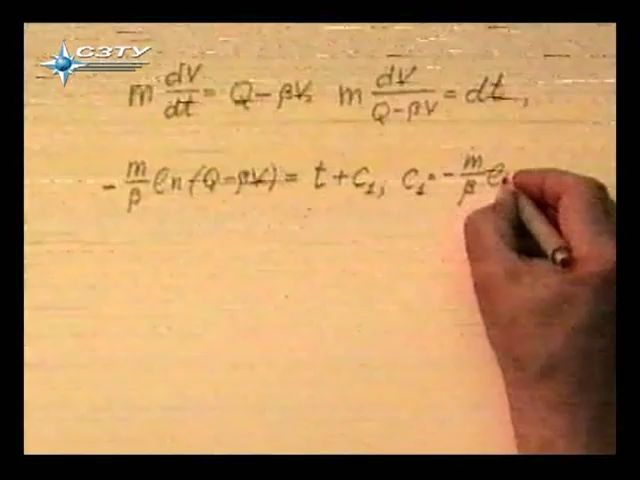 СЗТУ
m dV/dt = Q - βV, m dV/(Q - βV) = dt,
- m/β ln (Q - βV) = t + C₁, C₁ = - m/β ℓ